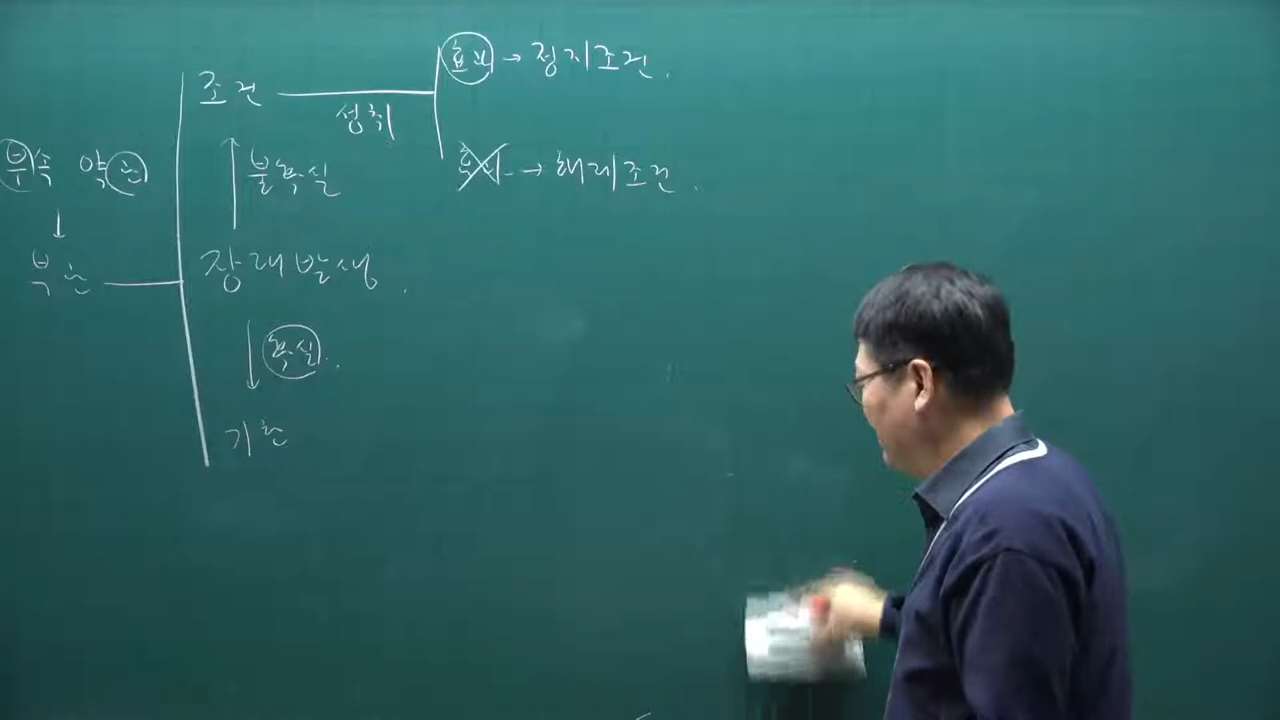 조건
성취
효과 → 정지조건.
효과 → 해제조건.
부속 약관
↓
부관
불확실
장래발생.
확실.
기한